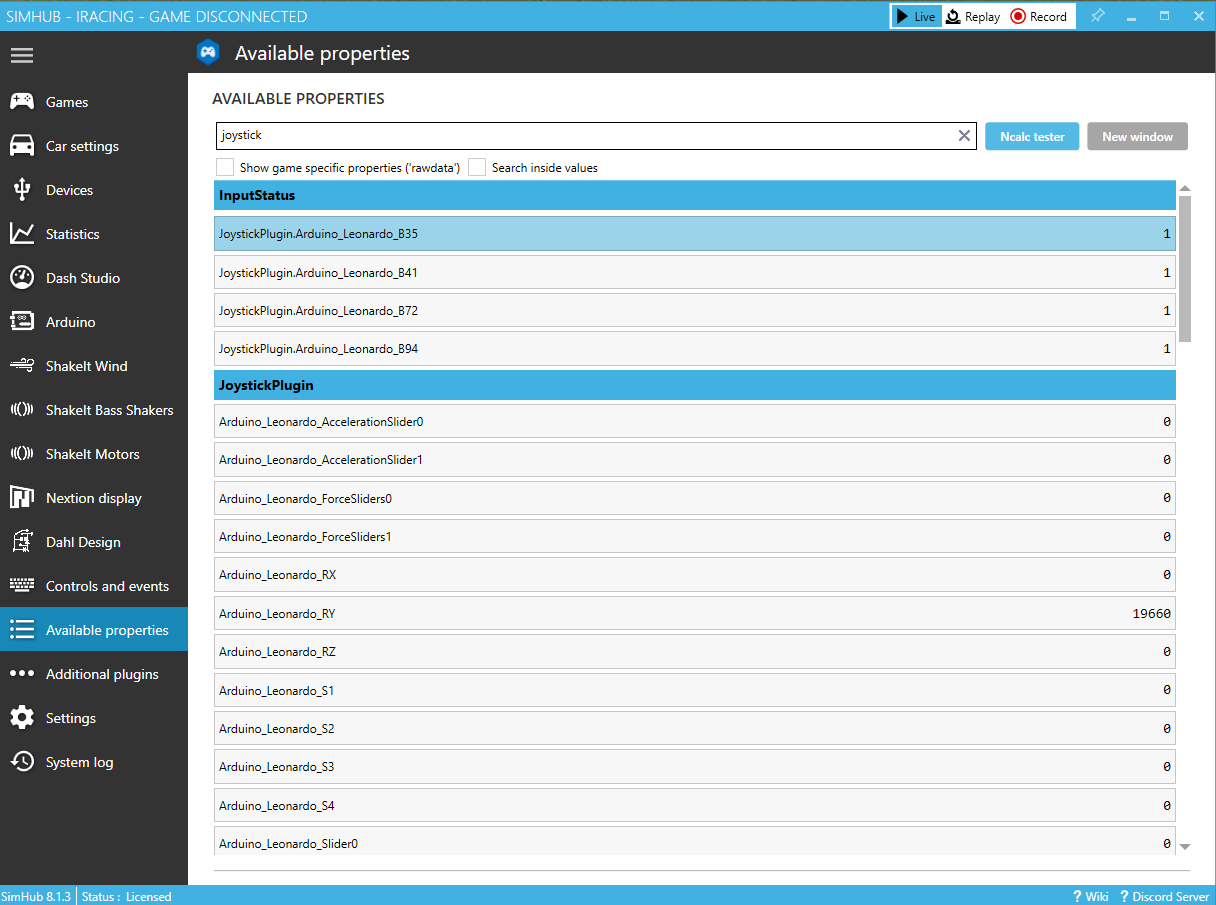 SIMHUB - IRACING - GAME DISCONNECTED
Live Replay Record
Available properties
Games
Car settings
Devices
Statistics
Dash Studio
Arduino
ShakeIt Wind
ShakeIt Bass Shakers
ShakeIt Motors
Nextion display
Dahl Design
Controls and events
Available properties
Additional plugins
Settings
System log
AVAILABLE PROPERTIES
joystick
Ncalc tester
New window
Show game specific properties ('rawdata') Search inside values
InputStatus
JoystickPlugin.Arduino_Leonardo_B35 1
JoystickPlugin.Arduino_Leonardo_B41 1
JoystickPlugin.Arduino_Leonardo_B72 1
JoystickPlugin.Arduino_Leonardo_B94 1
JoystickPlugin
Arduino_Leonardo_AccelerationSlider0 0
Arduino_Leonardo_AccelerationSlider1 0
Arduino_Leonardo_ForceSliders0 0
Arduino_Leonardo_ForceSliders1 0
Arduino_Leonardo_RX 0
Arduino_Leonardo_RY 19660
Arduino_Leonardo_RZ 0
Arduino_Leonardo_S1 0
Arduino_Leonardo_S2 0
Arduino_Leonardo_S3 0
Arduino_Leonardo_S4 0
Arduino_Leonardo_Slider0 0
SimHub 8.1.3 Status : Licensed
? Wiki ? Discord Server